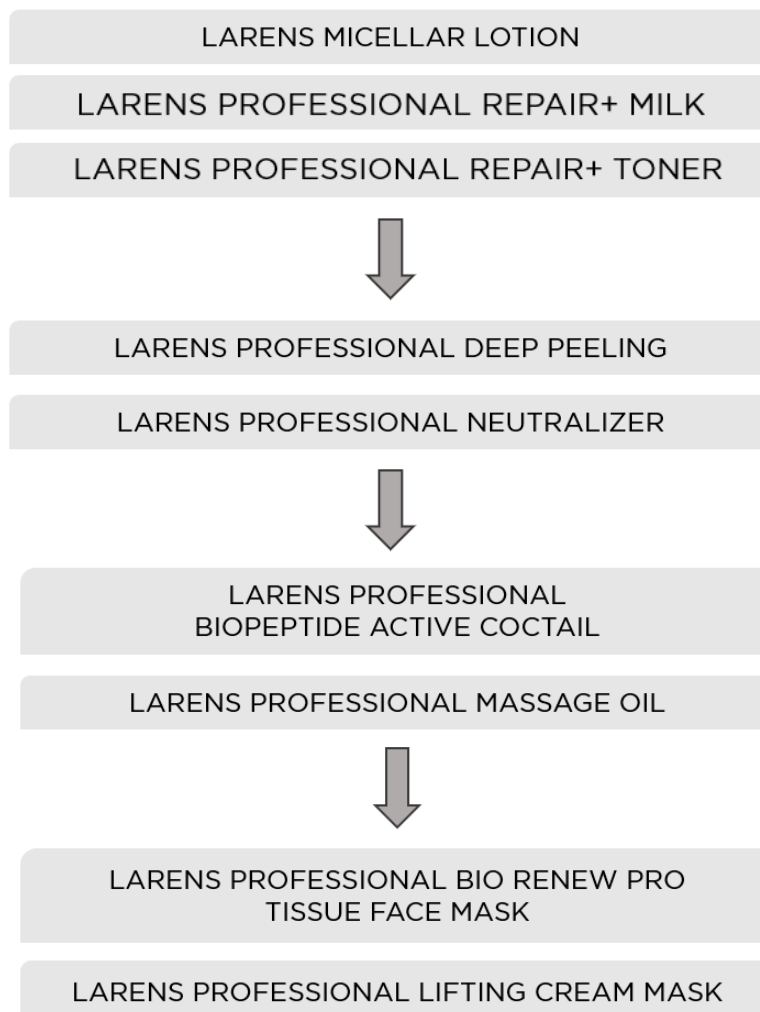 LARENS MICELLAR LOTION
LARENS PROFESSIONAL REPAIR+ MILK
LARENS PROFESSIONAL REPAIR+ TONER
LARENS PROFESSIONAL DEEP PEELING
LARENS PROFESSIONAL NEUTRALIZER
LARENS PROFESSIONAL
BIOPEPTIDE ACTIVE COCTAIL
LARENS PROFESSIONAL MASSAGE OIL
LARENS PROFESSIONAL BIO RENEW PRO
TISSUE FACE MASK
LARENS PROFESSIONAL LIFTING CREAM MASK